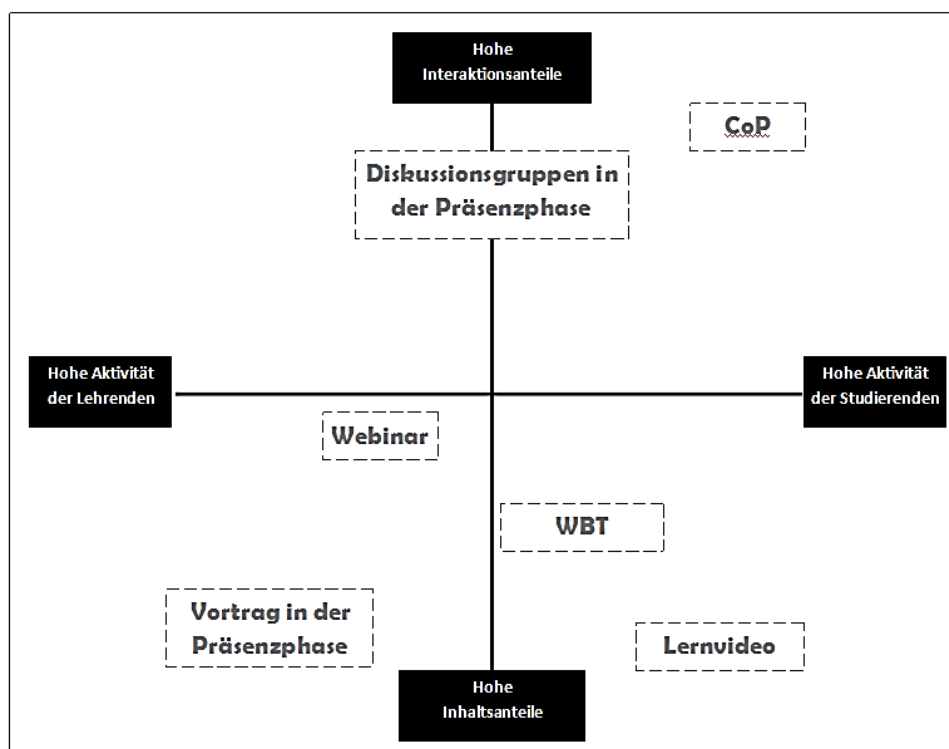 Hohe
Interaktionsanteile
CoP
Diskussionsgruppen in
der Präsenzphase
Hohe Aktivität
der Lehrenden
Hohe Aktivität
der Studierenden
Webinar
WBT
Vortrag in der
Präsenzphase
Lernvideo
Hohe
Inhaltsanteile